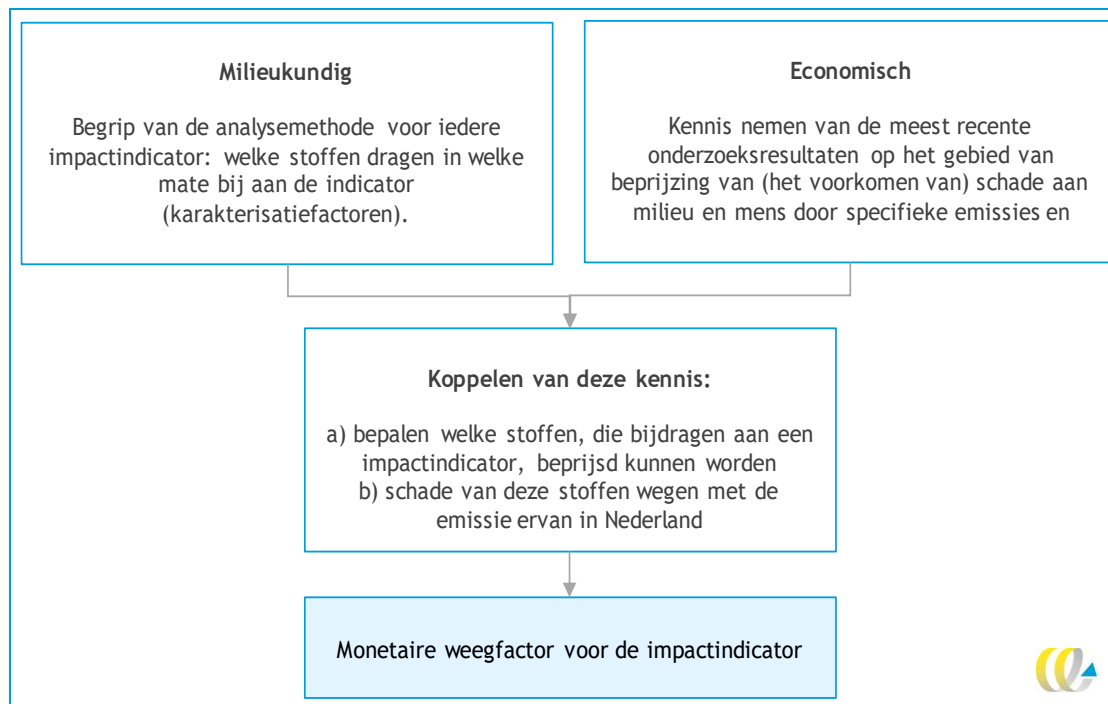 Milieukundig
Begrip van de analysemethode voor iedere
impactindicator: welke stoffen dragen in welke
mate bij aan de indicator
(karakterisatiefactoren).
Economisch
Kennis nemen van de meest recente
onderzoeksresultaten op het gebied van
beprijzing van (het voorkomen van) schade aan
milieu en mens door specifieke emissies en
Koppelen van deze kennis:
a) bepalen welke stoffen, die bijdragen aan een
impactindicator, beprijsd kunnen worden
b) schade van deze stoffen wegen met de
emissie ervan in Nederland
Monetaire weegfactor voor de impactindicator